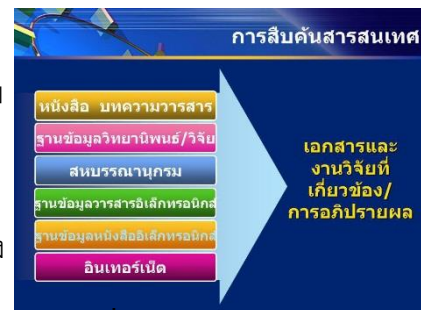 การสืบค้นสารสนเทศ
หนังสือ บทความวารสาร
ฐานข้อมูลวิทยานิพนธ์/วิจัย
สหบรรณานุกรม
ฐานข้อมูลวารสารอิเล็กทรอนิกส์
ฐานข้อมูลหนังสืออิเล็กทรอนิกส์
อินเทอร์เน็ต
เอกสารและ
งานวิจัยที่
เกี่ยวข้อง/
การอภิปรายผล